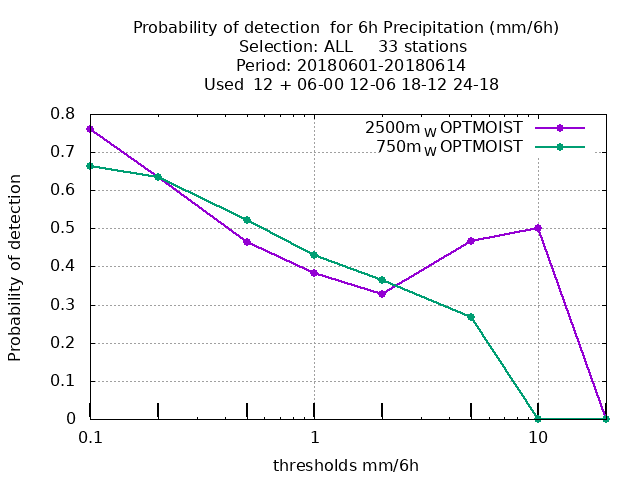 Probability of detection  for 6h Precipitation (mm/6h)
Selection: ALL     33 stations
Period: 20180601-20180614
Used  12 + 06-00 12-06 18-12 24-18
2500m W OPTMOIST
750m W OPTMOIST
Probability of detection
0.8
0.7
0.6
0.5
0.4
0.3
0.2
0.1
0
0.1 1 10
thresholds mm/6h